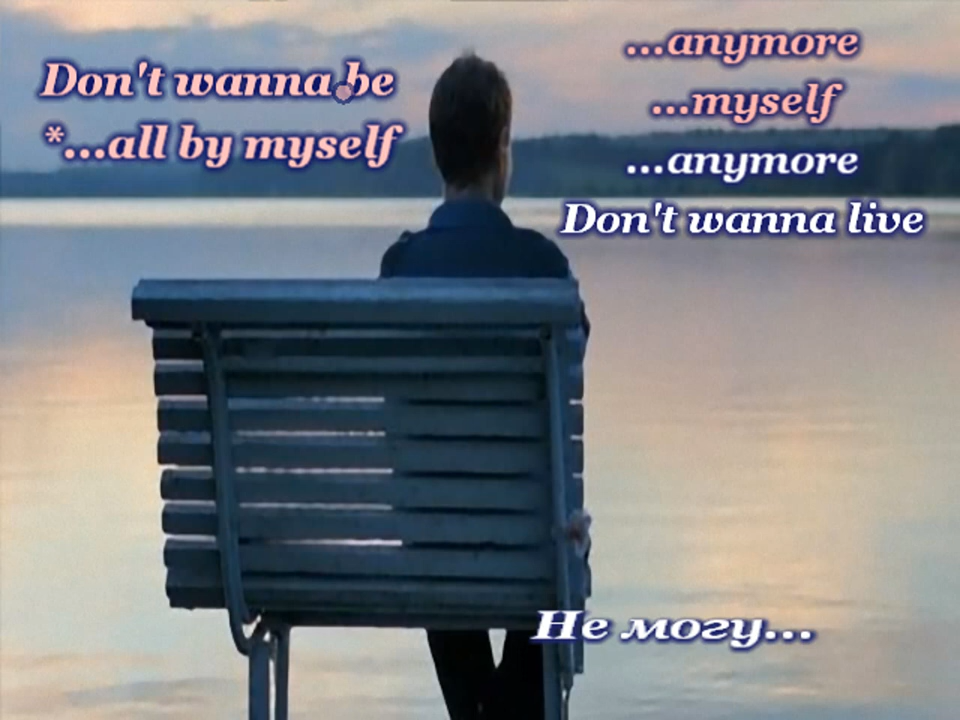 Don't wanna be
*...all by myself
...anymore
...myself
...anymore
Don't wanna live
Не могу...